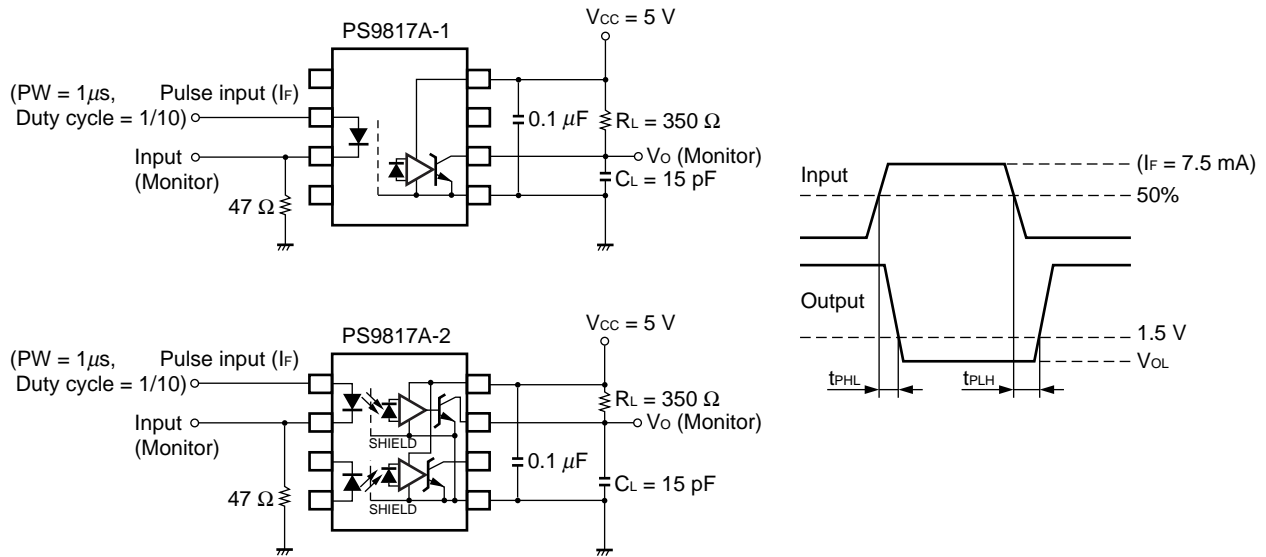 VCC = 5 V
PS9817A-1
(PW = 1μs, Pulse input (IF)
Duty cycle = 1/10)
Input
(Monitor)
47 Ω
0.1 μF
RL = 350 Ω
VO (Monitor)
CL = 15 pF
Input
(IF = 7.5 mA)
50%
Output
1.5 V
VOL
tPHL
tPLH
VCC = 5 V
PS9817A-2
(PW = 1μs, Pulse input (IF)
Duty cycle = 1/10)
Input
(Monitor)
47 Ω
SHIELD
SHIELD
0.1 μF
RL = 350 Ω
VO (Monitor)
CL = 15 pF